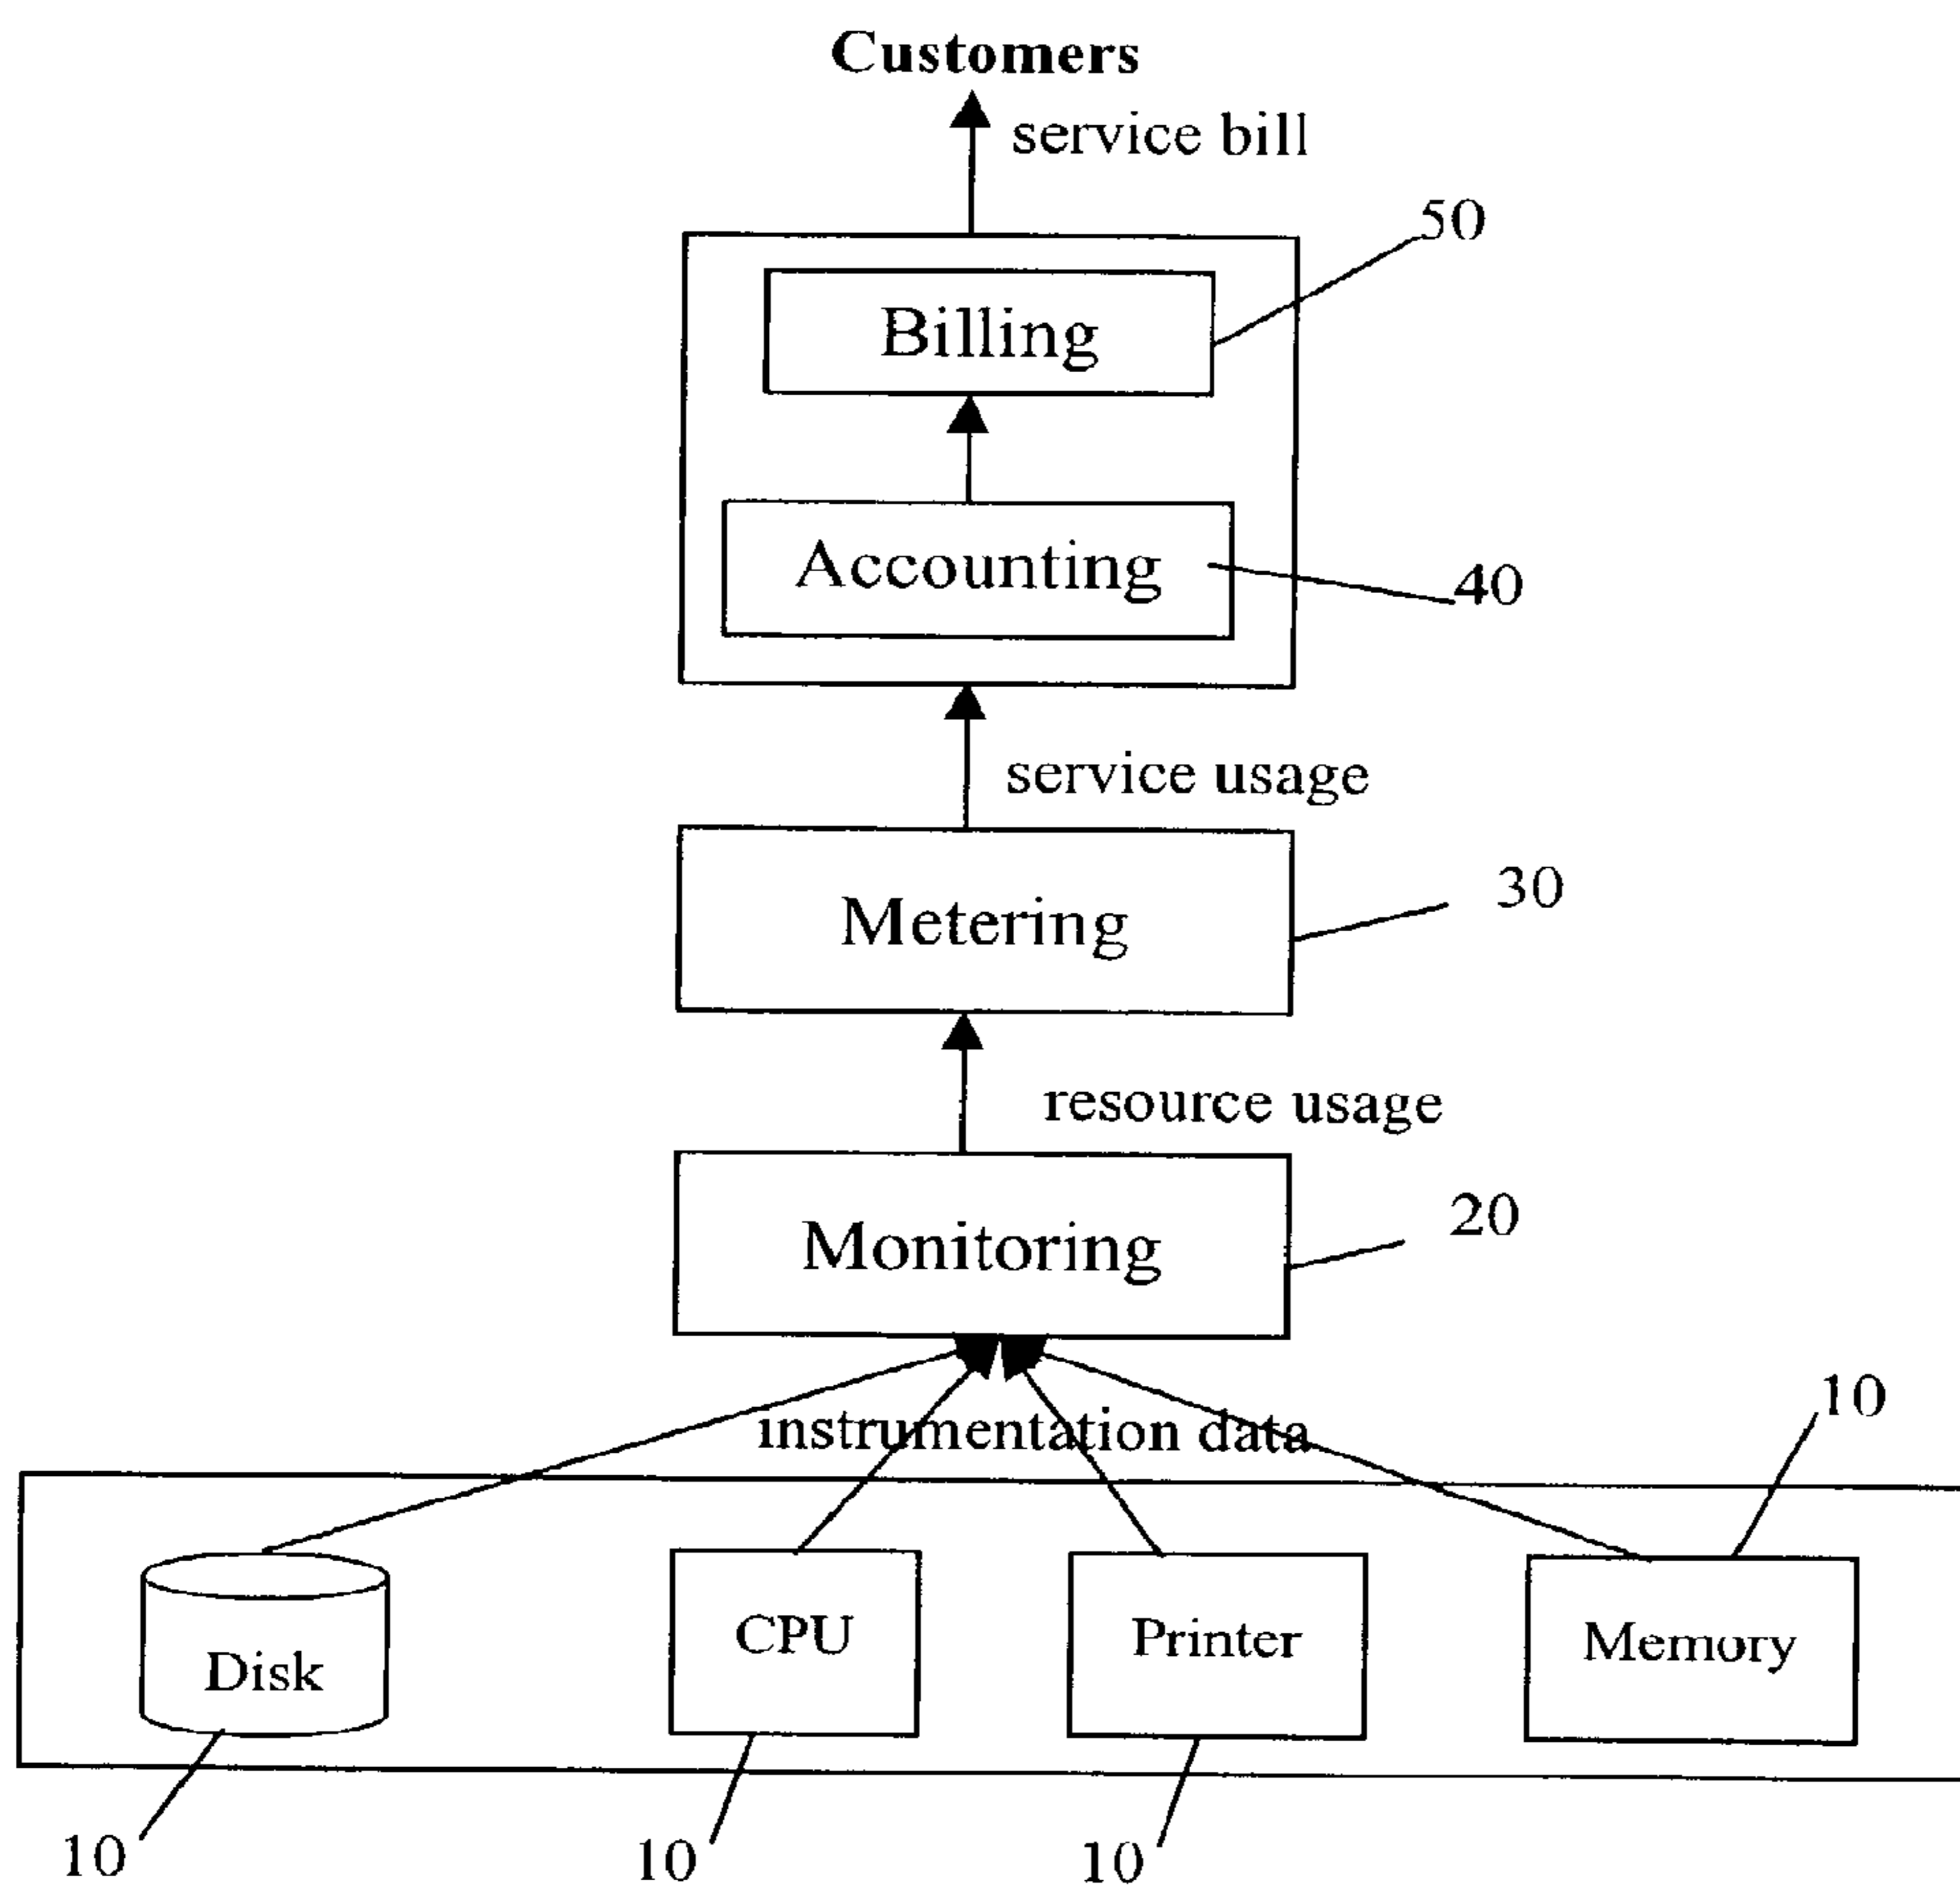 Customers
service bill
50
Billing
Accounting
40
service usage
30
Metering
resource usage
20
Monitoring
10
instrumentation data
Disk
CPU
Printer
Memory
10
10
10